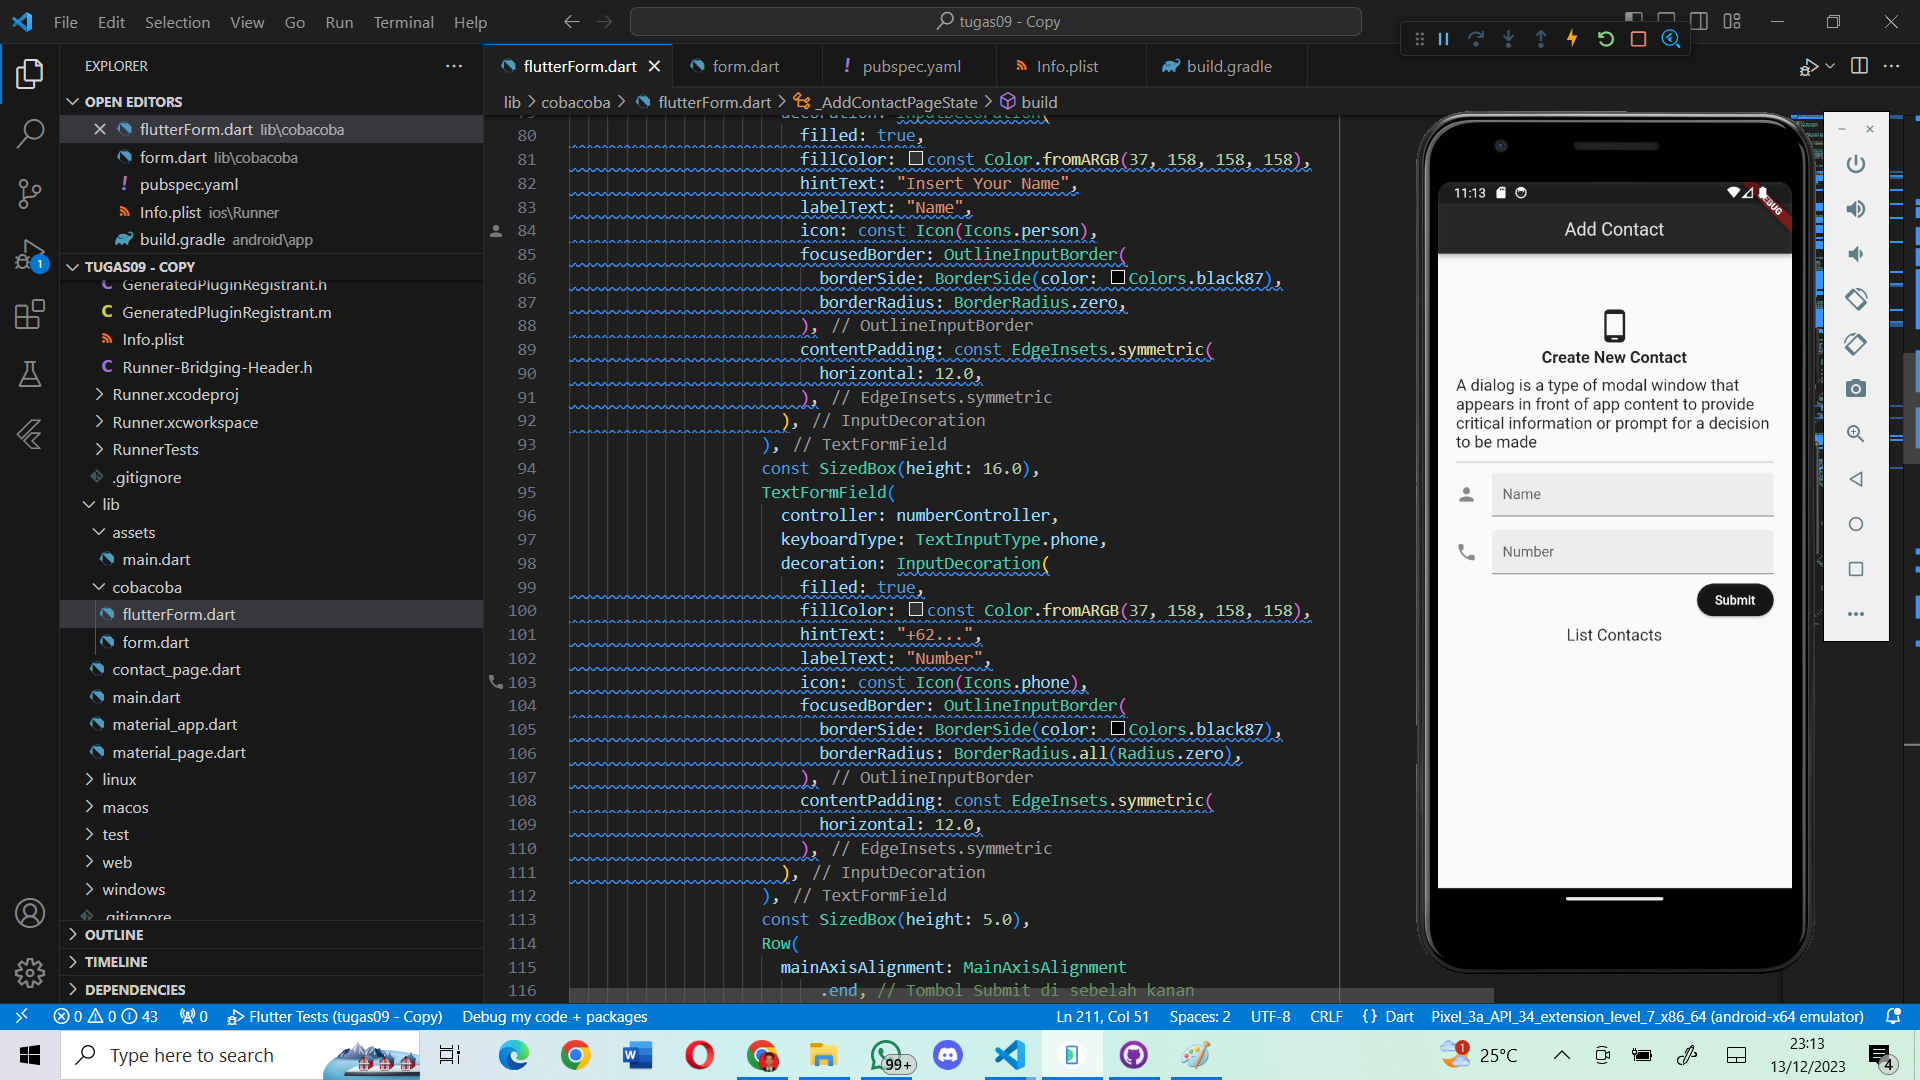 File Edit Selection View Go Run Terminal Help
tugas09 - Copy
EXPLORER
flutterForm.dart
form.dart
! pubspec.yaml
Info.plist
build.gradle
OPEN EDITORS
flutterForm.dart lib\cobacoba
form.dart lib\cobacoba
! pubspec.yaml
Info.plist ios\Runner
build.gradle android\app
TUGAS09 - COPY
C GeneratedPluginRegistrant.h
C GeneratedPluginRegistrant.m
Info.plist
C Runner-Bridging-Header.h
Runner.xcodeproj
Runner.xcworkspace
RunnerTests
.gitignore
lib
assets
main.dart
cobacoba
flutterForm.dart
form.dart
contact_page.dart
main.dart
material_app.dart
material_page.dart
linux
macos
test
web
windows
.gitignore
OUTLINE
TIMELINE
DEPENDENCIES
1
lib > cobacoba > flutterForm.dart > _AddContactPageState > build
79 decoration: InputDecoration(
80 filled: true,
81 fillColor: const Color.fromARGB(37, 158, 158, 158),
82 hintText: "Insert Your Name",
83 labelText: "Name",
84 icon: const Icon(Icons.person),
85 focusedBorder: OutlineInputBorder(
86 borderSide: BorderSide(color: Colors.black87),
87 borderRadius: BorderRadius.zero,
88 ), // OutlineInputBorder
89 contentPadding: const EdgeInsets.symmetric(
90 horizontal: 12.0,
91 ), // EdgeInsets.symmetric
92 ), // InputDecoration
93 ), // TextFormField
94 const SizedBox(height: 16.0),
95 TextFormField(
96 controller: numberController,
97 keyboardType: TextInputType.phone,
98 decoration: InputDecoration(
99 filled: true,
100 fillColor: const Color.fromARGB(37, 158, 158, 158),
101 hintText: "+62...",
102 labelText: "Number",
103 icon: const Icon(Icons.phone),
104 focusedBorder: OutlineInputBorder(
105 borderSide: BorderSide(color: Colors.black87),
106 borderRadius: BorderRadius.all(Radius.zero),
107 ), // OutlineInputBorder
108 contentPadding: const EdgeInsets.symmetric(
109 horizontal: 12.0,
110 ), // EdgeInsets.symmetric
111 ), // InputDecoration
112 ), // TextFormField
113 const SizedBox(height: 5.0),
114 Row(
115 mainAxisAlignment: MainAxisAlignment
116 .end, // Tombol Submit di sebelah kanan
11:13
DEBUG
Add Contact
Create New Contact
A dialog is a type of modal window that
appears in front of app content to provide
critical information or prompt for a decision
to be made
Name
Number
Submit
List Contacts
0 0 43 0 Flutter Tests (tugas09 - Copy) Debug my code + packages
Ln 211, Col 51 Spaces: 2 UTF-8 CRLF {} Dart Pixel_3a_API_34_extension_level_7_x86_64 (android-x64 emulator)
Type here to search
99+
1
25°C
23:13
13/12/2023
4